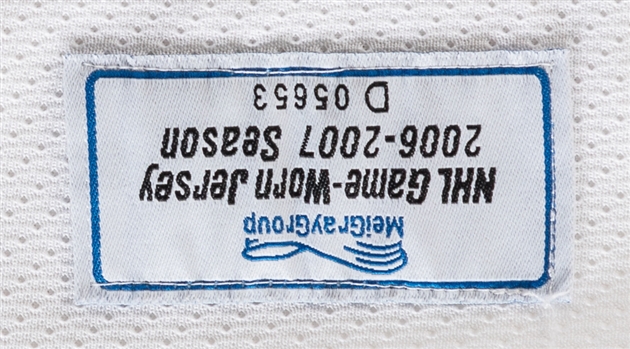 MeiGrayGroup
NHL Game-Worn Jersey
2006-2007 Season
D 05653